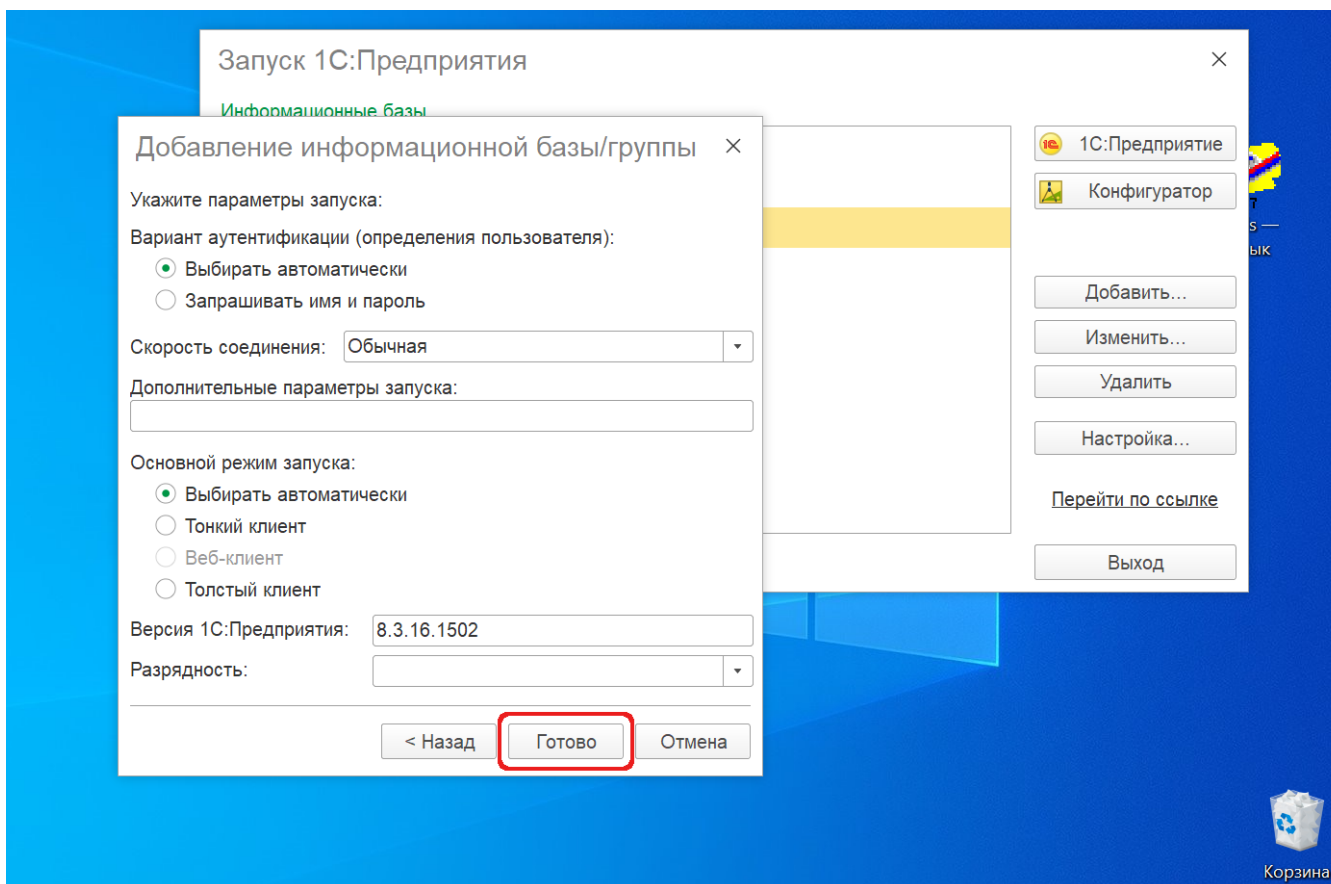 Запуск 1С:Предприятия
Информационные базы
Добавление информационной базы/группы
Укажите параметры запуска:
Вариант аутентификации (определения пользователя):
Выбирать автоматически
Запрашивать имя и пароль
Скорость соединения: Обычная
Дополнительные параметры запуска:
Основной режим запуска:
Выбирать автоматически
Тонкий клиент
Веб-клиент
Толстый клиент
Версия 1С:Предприятия: 8.3.16.1502
Разрядность:
< Назад Готово Отмена
1С:Предприятие
Конфигуратор
Добавить...
Изменить...
Удалить
Настройка...
Перейти по ссылке
Выход
Корзина